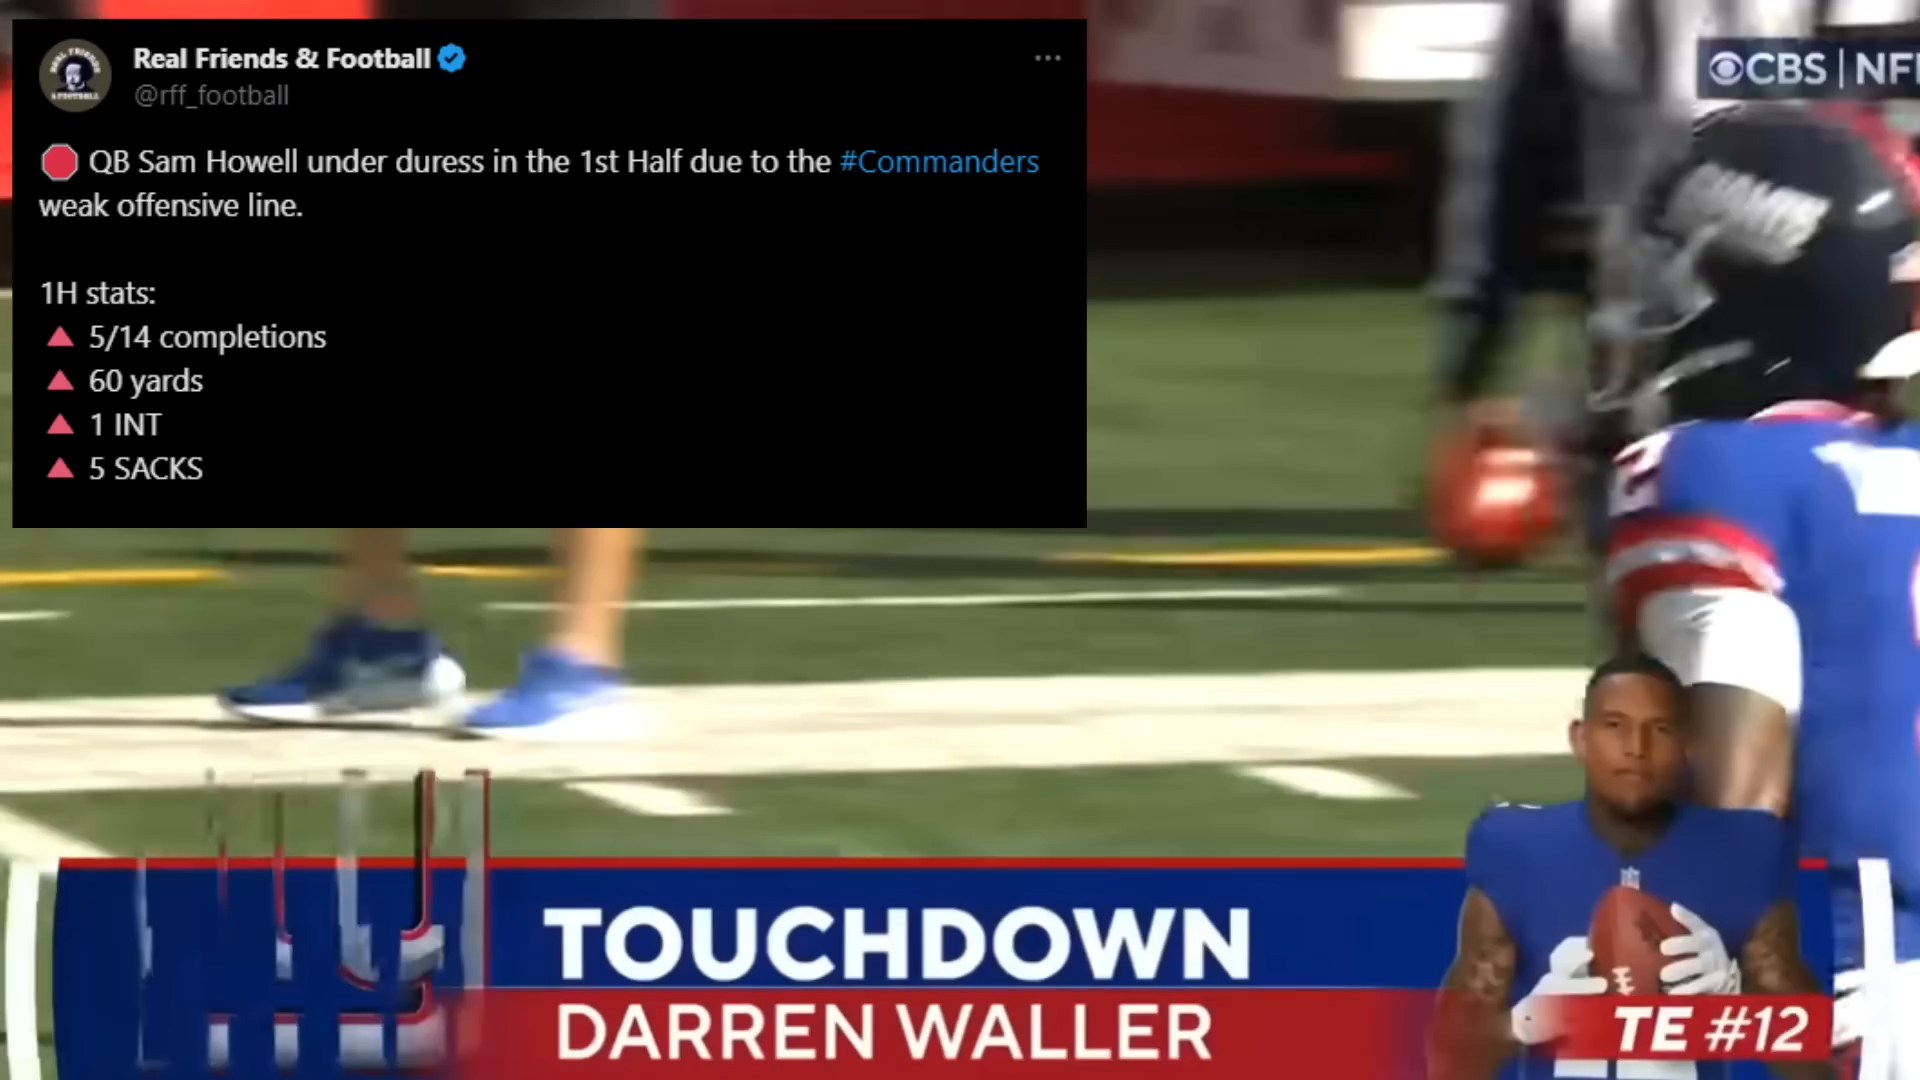 Real Friends & Football
@rff_football
QB Sam Howell under duress in the 1st Half due to the #Commanders
weak offensive line.
1H stats:
5/14 completions
60 yards
1 INT
5 SACKS
CBS | NFL
TOUCHDOWN
DARREN WALLER
TE #12